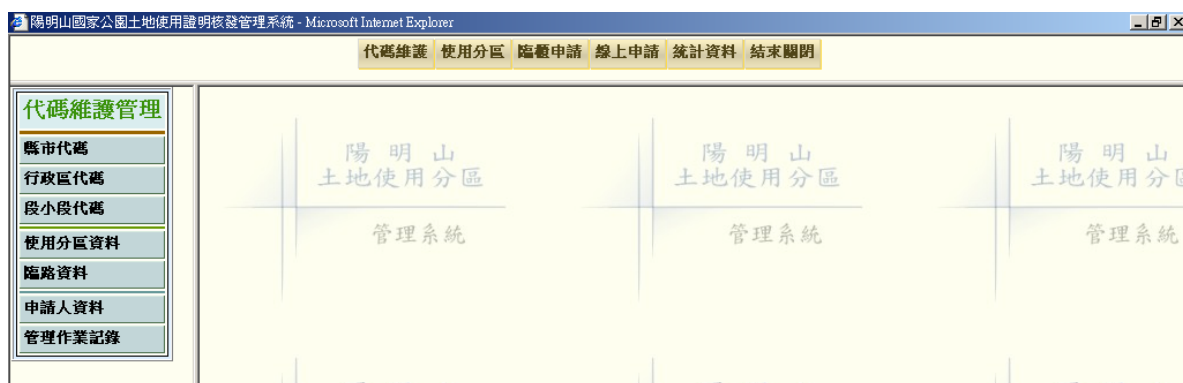 陽明山國家公園土地使用證明核發管理系統 - Microsoft Internet Explorer
代碼維護 使用分區 臨櫃申請 線上申請 統計資料 結束關閉
代碼維護管理
縣市代碼
行政區代碼
段小段代碼
使用分區資料
臨路資料
申請人資料
管理作業記錄
陽明山
土地使用分區
管理系統
陽明山
土地使用分區
管理系統
陽明山
土地使用分區
管理系統